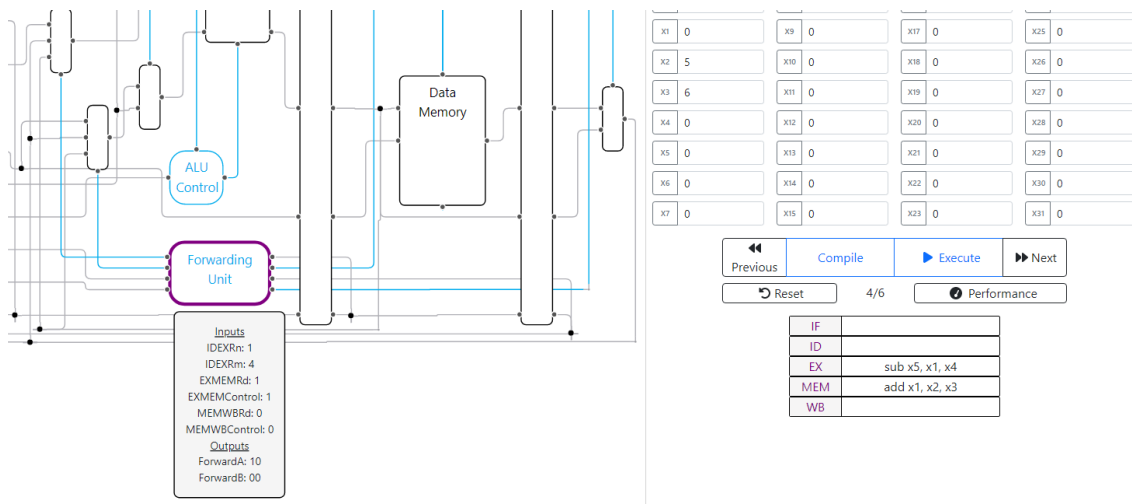 Data
Memory
ALU
Control
Forwarding
Unit
Inputs
IDEXRn: 1
IDEXRm: 4
EXMEMRd: 1
EXMEMControl: 1
MEMWBRd: 0
MEMWBControl: 0
Outputs
ForwardA: 10
ForwardB: 00
X1 0 X9 0 X17 0 X25 0
X2 5 X10 0 X18 0 X26 0
X3 6 X11 0 X19 0 X27 0
X4 0 X12 0 X20 0 X28 0
X5 0 X13 0 X21 0 X29 0
X6 0 X14 0 X22 0 X30 0
X7 0 X15 0 X23 0 X31 0
Previous Compile Execute Next
Reset 4/6 Performance
IF
ID
EX sub x5, x1, x4
MEM add x1, x2, x3
WB